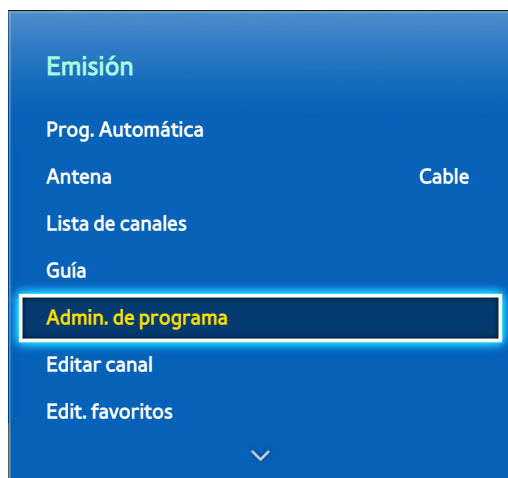 Emisión
Prog. Automática
Antena Cable
Lista de canales
Guía
Admin. de programa
Editar canal
Edit. favoritos